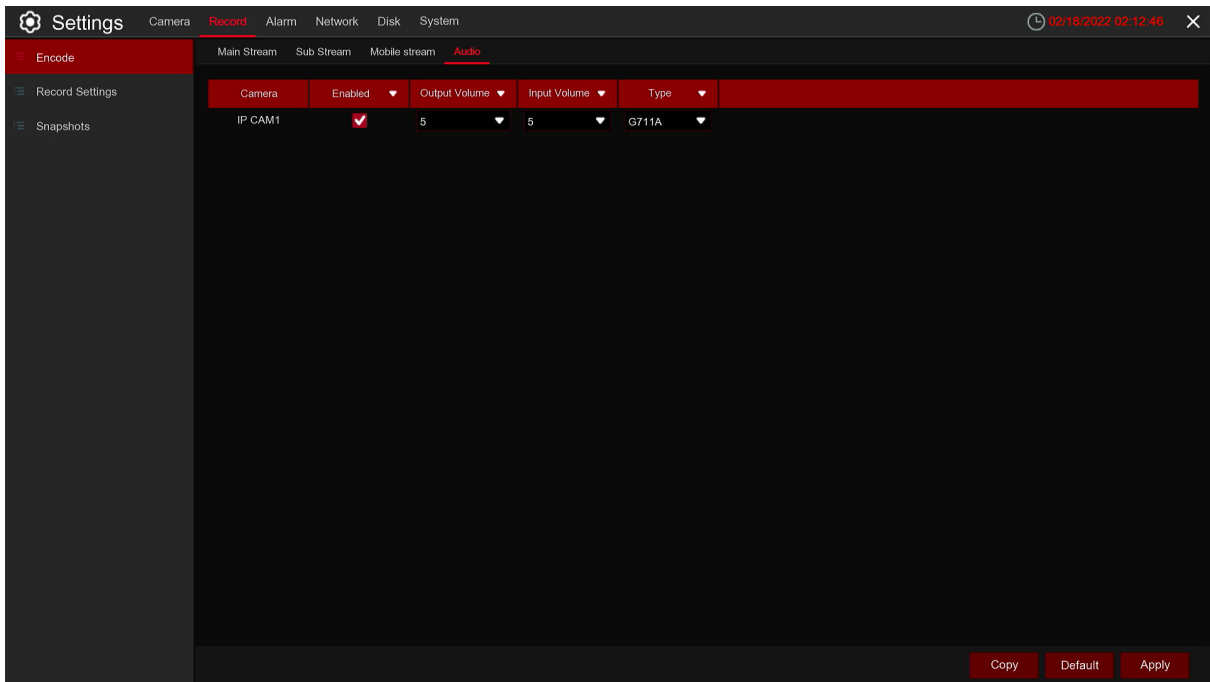 Settings Camera Record Alarm Network Disk System 02/18/2022 02:12:46
Encode
Main Stream Sub Stream Mobile stream Audio
Record Settings
Snapshots
Camera Enabled Output Volume Input Volume Type
IP CAM1 5 5 G711A
Copy Default Apply